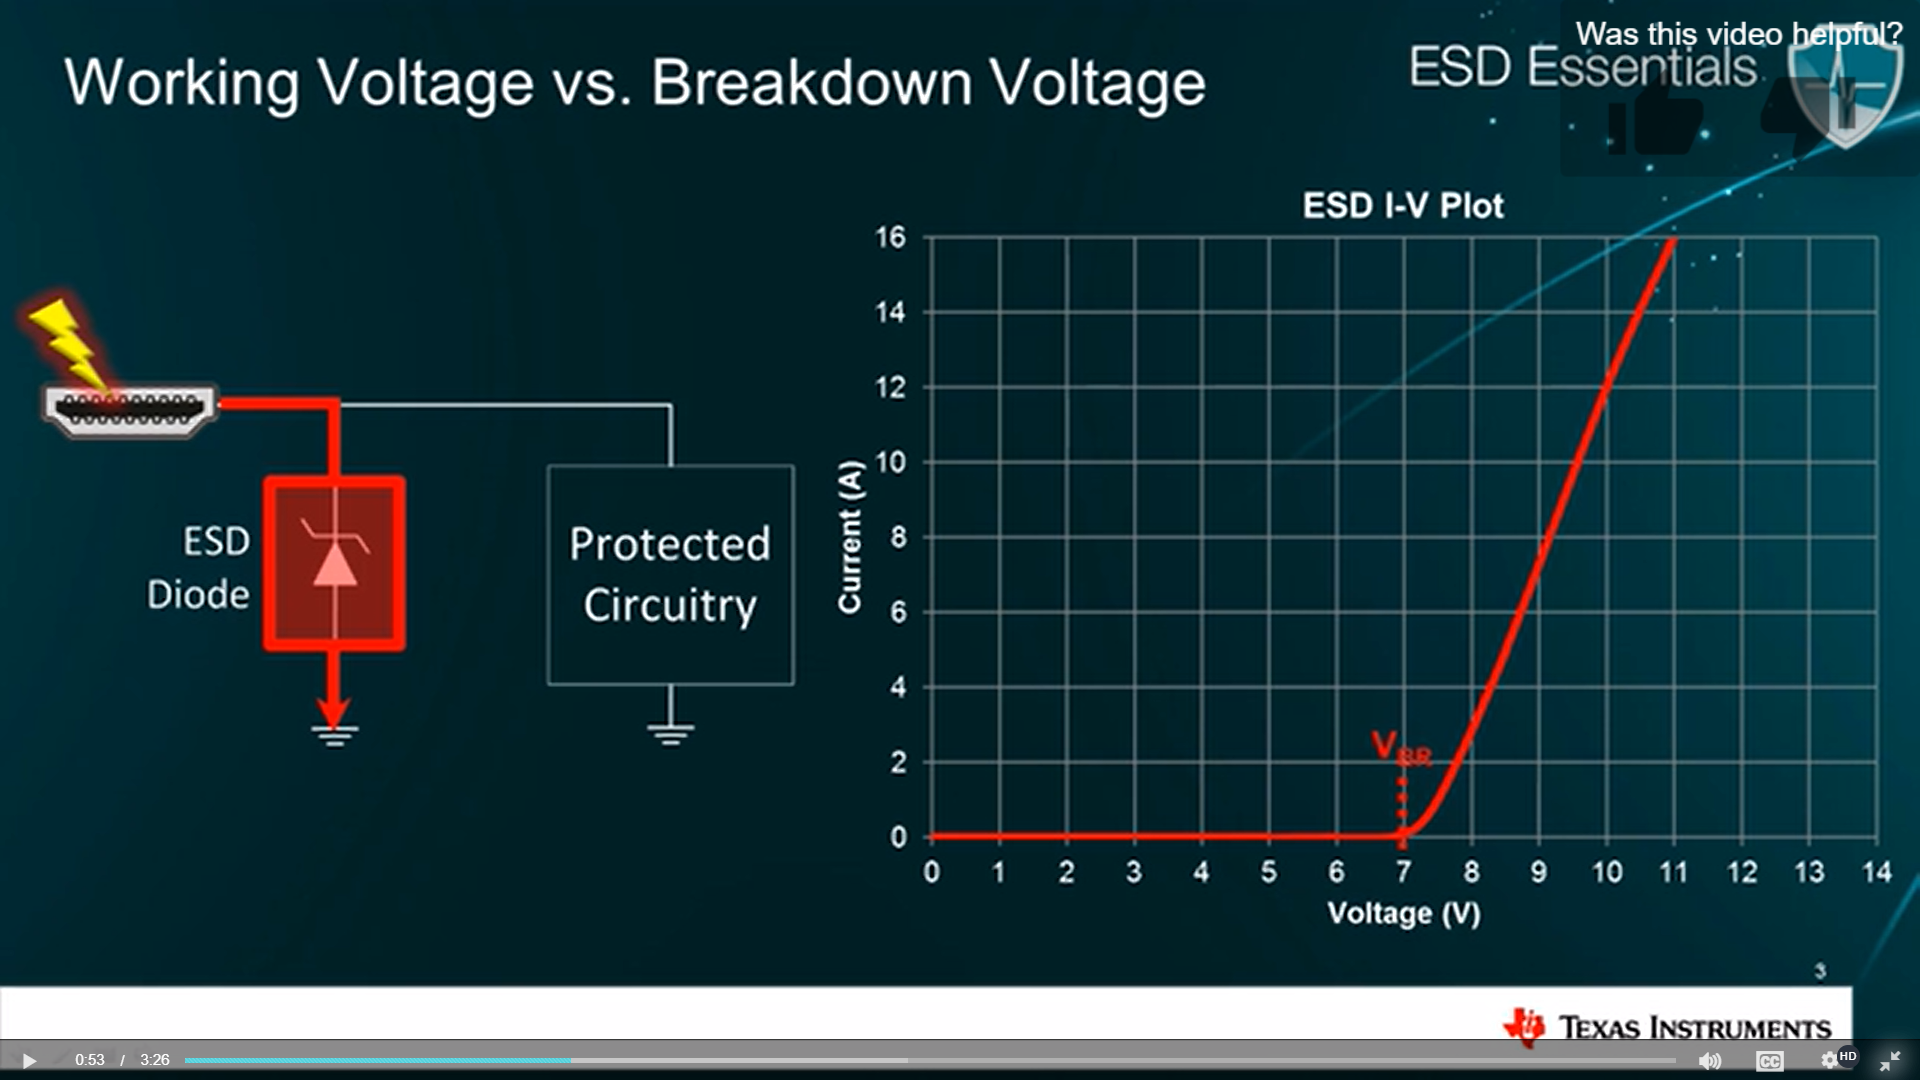 Was this video helpful?
Working Voltage vs. Breakdown Voltage
ESD Essentials
ESD I-V Plot
16
14
12
10
8
6
4
2
0
Current (A)
V BR
0 1 2 3 4 5 6 7 8 9 10 11 12 13 14
Voltage (V)
ESD
Diode
Protected
Circuitry
3
TEXAS INSTRUMENTS
0:53 / 3:26
CC
HD